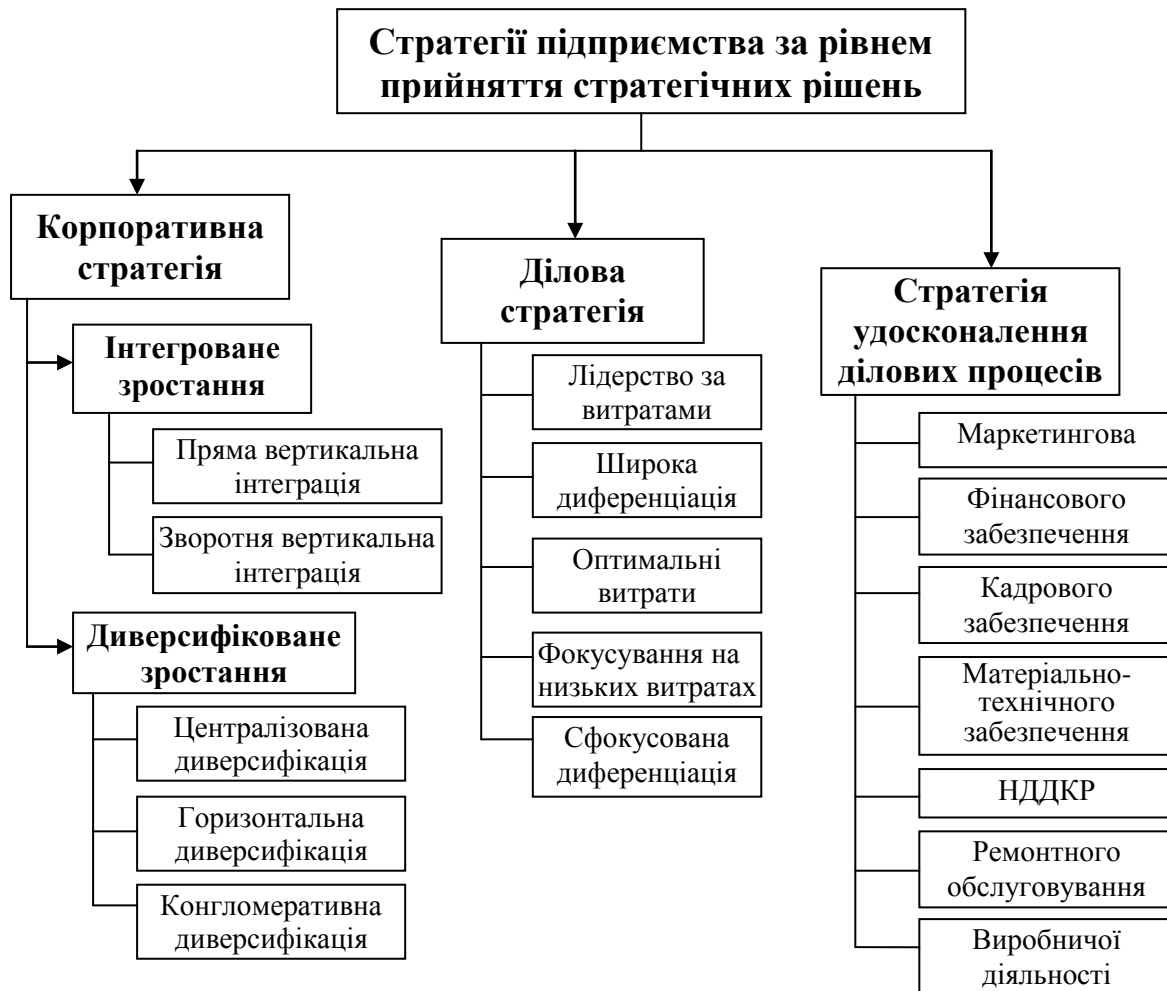 Стратегії підприємства за рівнем
прийняття стратегічних рішень
Корпоративна
стратегія
Інтегроване
зростання
Пряма вертикальна
інтеграція
Зворотня вертикальна
інтеграція
Диверсифіковане
зростання
Централізована
диверсифікація
Горизонтальна
диверсифікація
Конгломеративна
диверсифікація
Ділова
стратегія
Лідерство за
витратами
Широка
диференціація
Оптимальні
витрати
Фокусування на
низьких витратах
Сфокусована
диференціація
Стратегія
удосконалення
ділових процесів
Маркетингова
Фінансового
забезпечення
Кадрового
забезпечення
Матеріально-
технічного
забезпечення
НДДКР
Ремонтного
обслуговування
Виробничої
діяльності